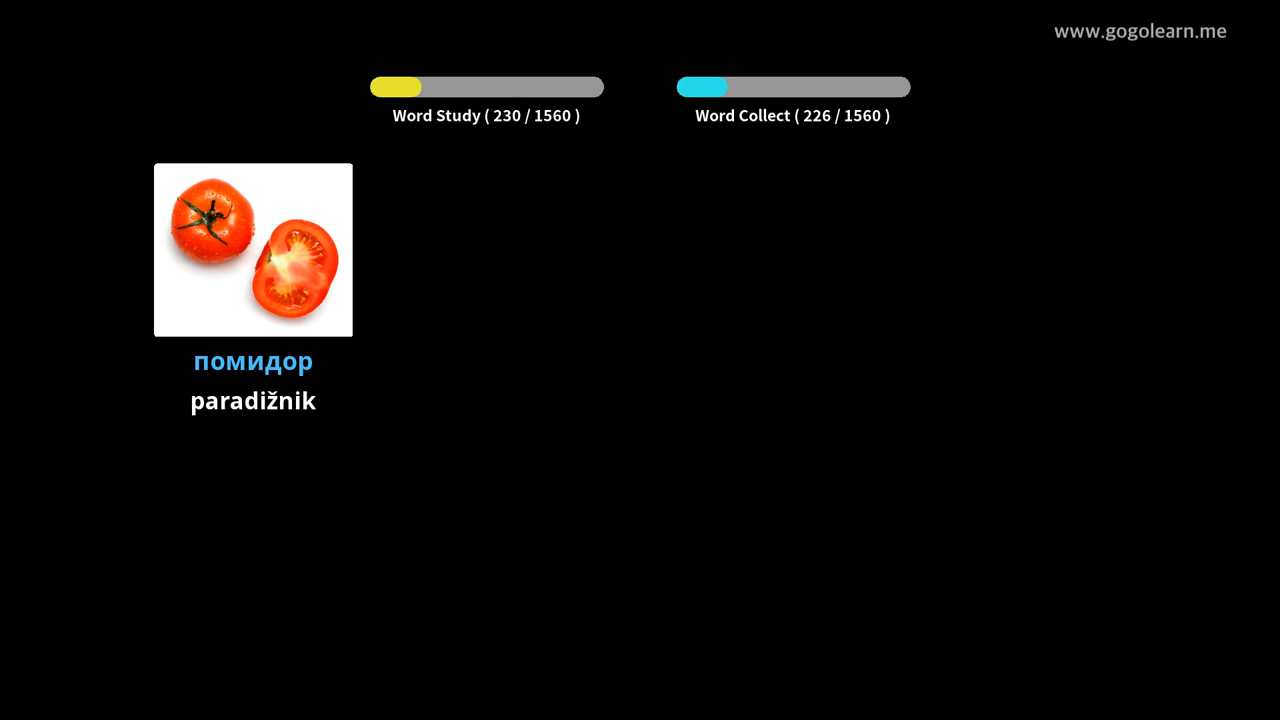 www.gogolearn.me
Word Study ( 230 / 1560 )
Word Collect ( 226 / 1560 )
помидор
paradižnik